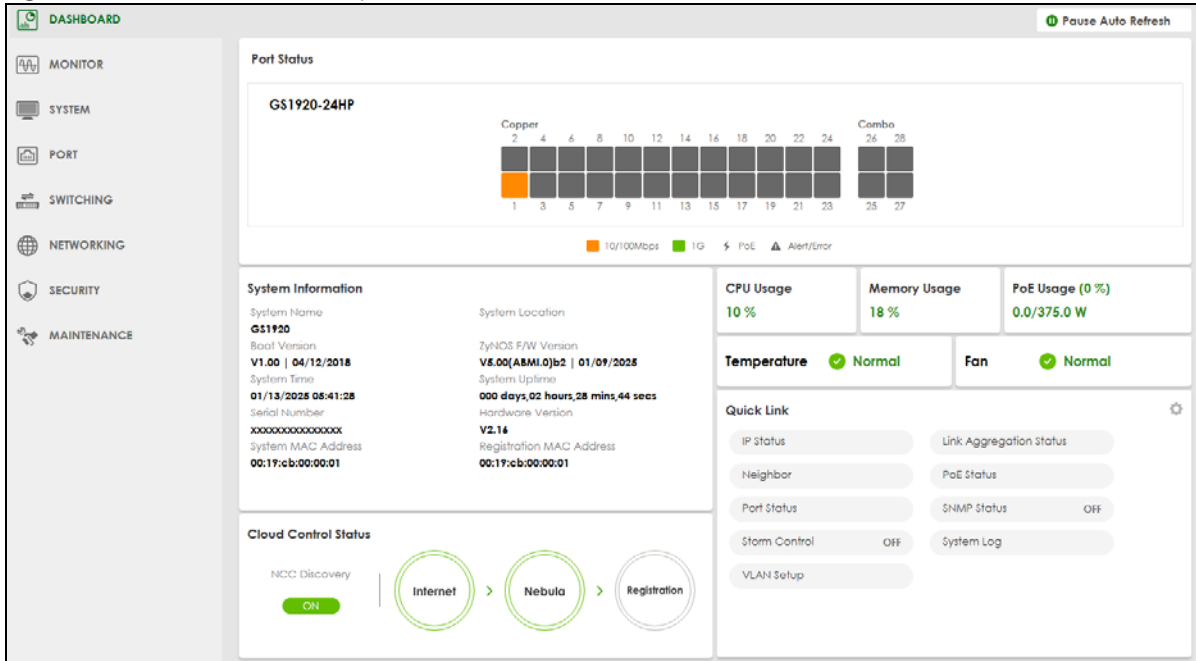 DASHBOARD
Pause Auto Refresh
MONITOR
SYSTEM
PORT
SWITCHING
NETWORKING
SECURITY
MAINTENANCE
Port Status
GS1920-24HP
Copper Combo
2 4 6 8 10 12 14 16 18 20 22 24 26 28
1 3 5 7 9 11 13 15 17 19 21 23 25 27
10/100Mbps 1G PoE Alert/Error
System Information
System Name System Location
GS1920
Boot Version ZyNOS F/W Version
V1.00 | 04/12/2018 V5.00(ABMI.0)b2 | 01/09/2025
System Time System Uptime
01/13/2025 05:41:28 000 days,02 hours,28 mins,44 secs
Serial Number Hardware Version
xxxxxxxxxxxxxxx V2.16
System MAC Address Registration MAC Address
00:19:cb:00:00:01 00:19:cb:00:00:01
CPU Usage Memory Usage PoE Usage (0 %)
10 % 18 % 0.0/375.0 W
Temperature Normal Fan Normal
Quick Link
IP Status Link Aggregation Status
Neighbor PoE Status
Port Status SNMP Status OFF
Storm Control OFF System Log
VLAN Setup
Cloud Control Status
NCC Discovery
ON
Internet > Nebula > Registration